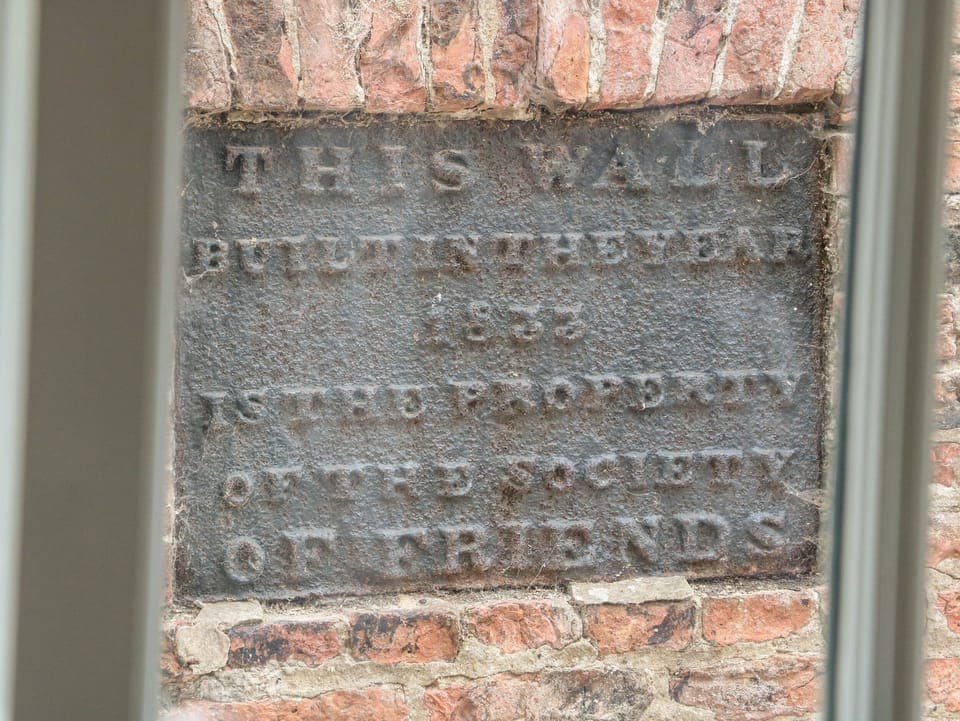 THIS WALL
BUILT IN THE YEAR
1833
IS THE PROPERTY
OF THE SOCIETY
OF FRIENDS